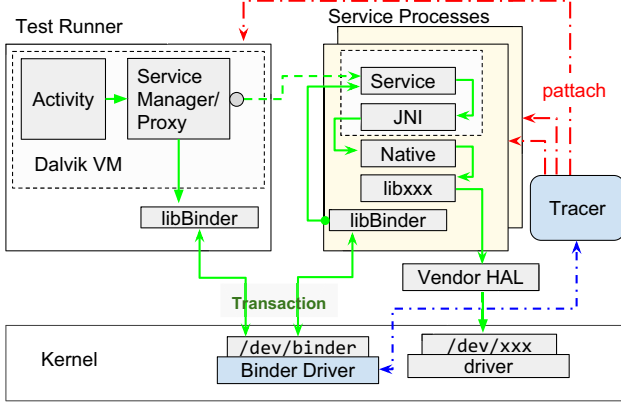 Test Runner
Service Processes
Activity
Service
Manager/
Proxy
Dalvik VM
libBinder
Service
JNI
Native
libxxx
libBinder
pattach
Tracer
Vendor HAL
Transaction
Kernel
/dev/binder
Binder Driver
/dev/xxx
driver